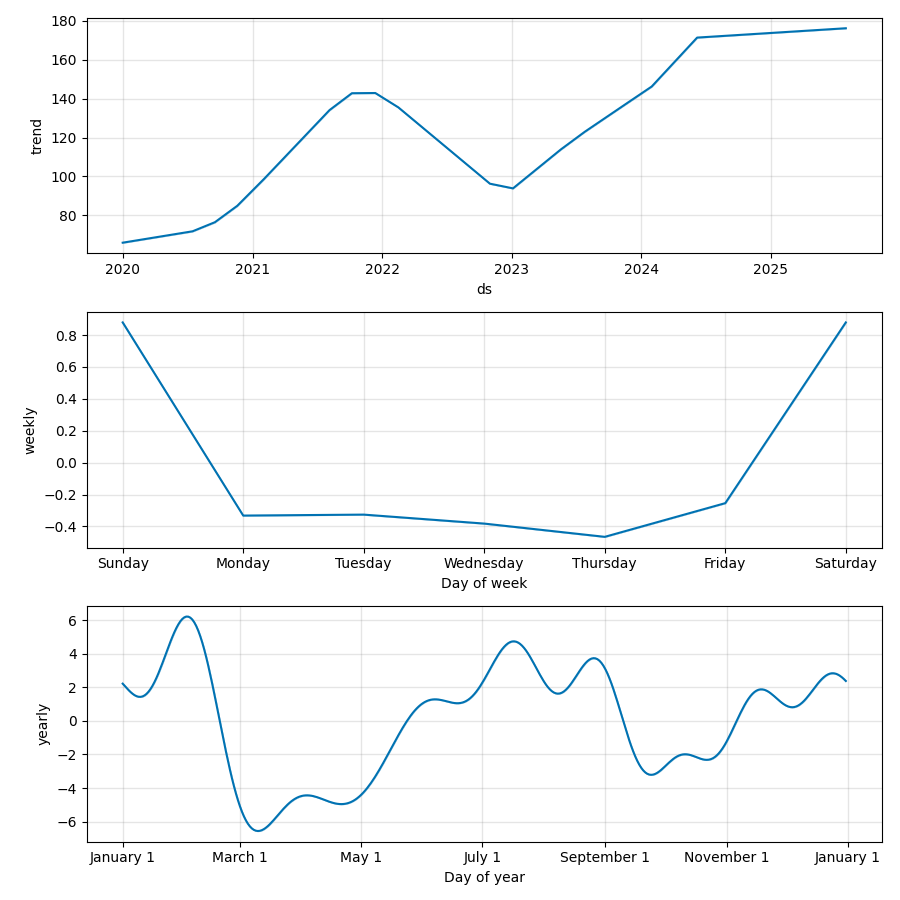 180
160
140
120
100
80
trend
2020 2021 2022 2023 2024 2025
ds
0.8
0.6
0.4
0.2
0.0
−0.2
−0.4
weekly
Sunday Monday Tuesday Wednesday Thursday Friday Saturday
Day of week
6
4
2
0
−2
−4
−6
yearly
January 1 March 1 May 1 July 1 September 1 November 1 January 1
Day of year